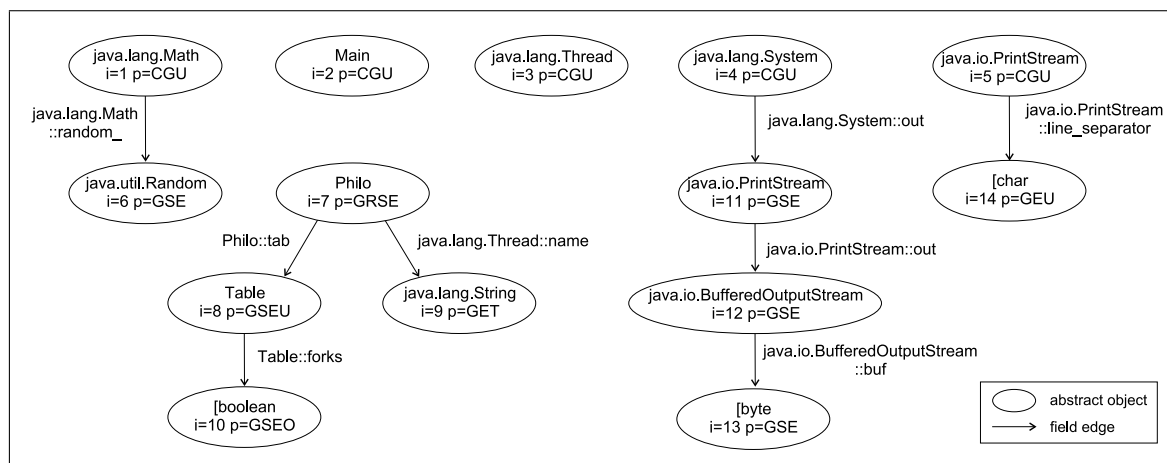 java.lang.Math
i=1 p=CGU
Main
i=2 p=CGU
java.lang.Thread
i=3 p=CGU
java.lang.System
i=4 p=CGU
java.io.PrintStream
i=5 p=CGU
java.lang.Math
::random_
java.lang.System::out
java.io.PrintStream
::line_separator
java.util.Random
i=6 p=GSE
Philo
i=7 p=GRSE
java.io.PrintStream
i=11 p=GSE
[char
i=14 p=GEU
Philo::tab
java.lang.Thread::name
java.io.PrintStream::out
Table
i=8 p=GSEU
java.lang.String
i=9 p=GET
java.io.BufferedOutputStream
i=12 p=GSE
Table::forks
java.io.BufferedOutputStream
::buf
[boolean
i=10 p=GSEO
[byte
i=13 p=GSE
abstract object
field edge